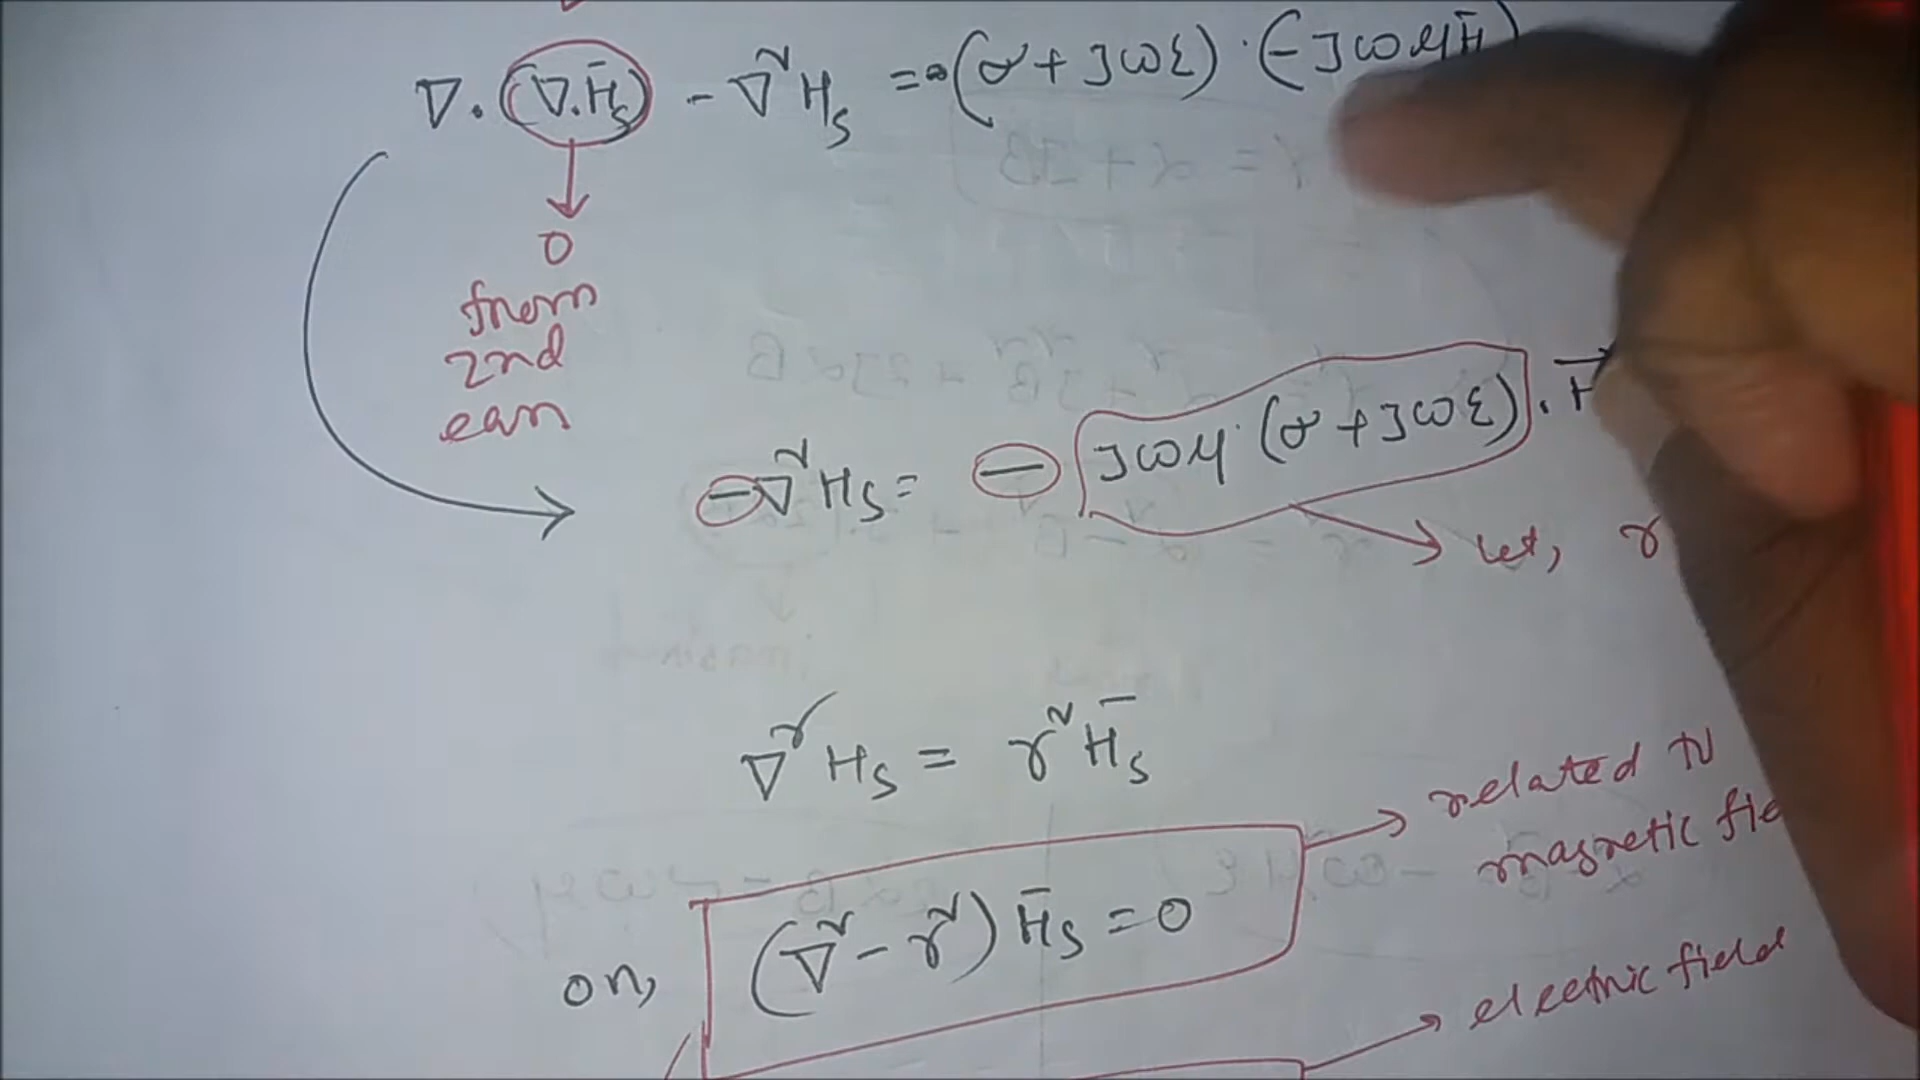 ∇.(∇.H̄s) - ∇²Hs = (σ+Jωε).(-JωμH̄)
0
from
2nd
eqn
-∇²Hs = - Jωμ.(σ+Jωε).
let, γ
∇²Hs = γ²H̄s
related to
magnetic fie
or, (∇²-γ²)H̄s = 0
electric field